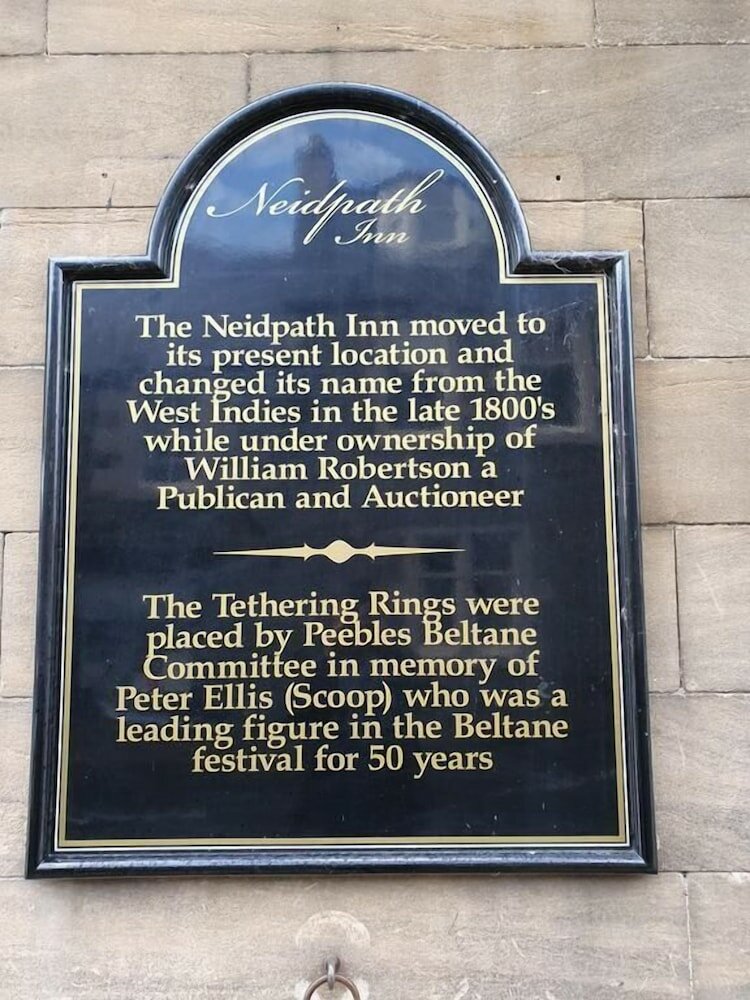 Neidpath
Inn
The Neidpath Inn moved to
its present location and
changed its name from the
West Indies in the late 1800's
while under ownership of
William Robertson a
Publican and Auctioneer
The Tethering Rings were
placed by Peebles Beltane
Committee in memory of
Peter Ellis (Scoop) who was a
leading figure in the Beltane
festival for 50 years